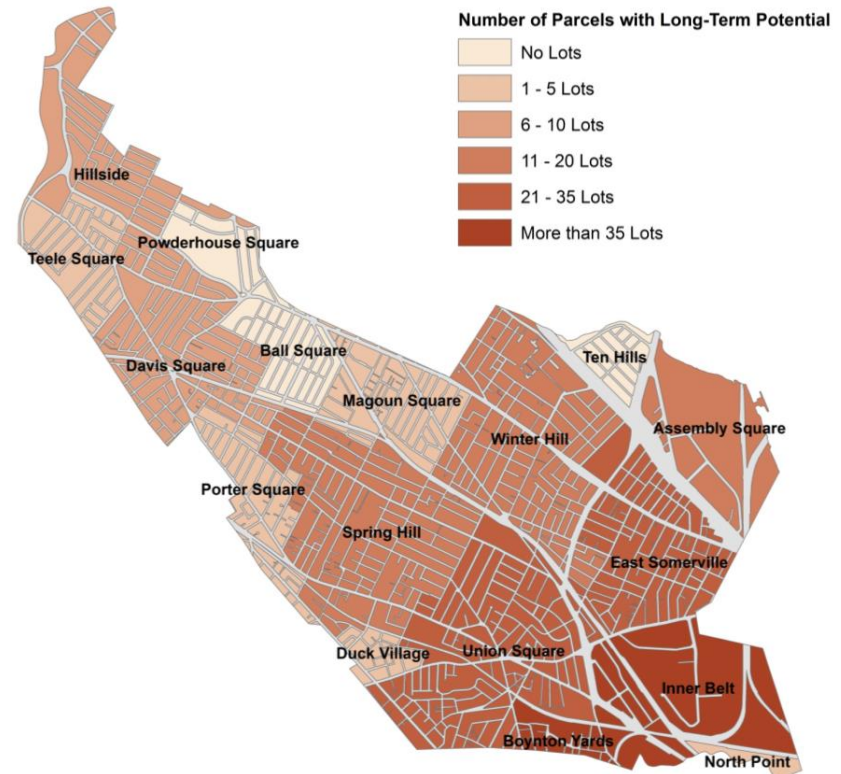 Number of Parcels with Long-Term Potential
No Lots
1 - 5 Lots
6 - 10 Lots
11 - 20 Lots
21 - 35 Lots
More than 35 Lots
Hillside
Powderhouse Square
Teele Square
Ball Square
Ten Hills
Davis Square
Magoun Square
Assembly Square
Winter Hill
Porter Square
Spring Hill
East Somerville
Duck Village
Union Square
Inner Belt
Boynton Yards
North Point